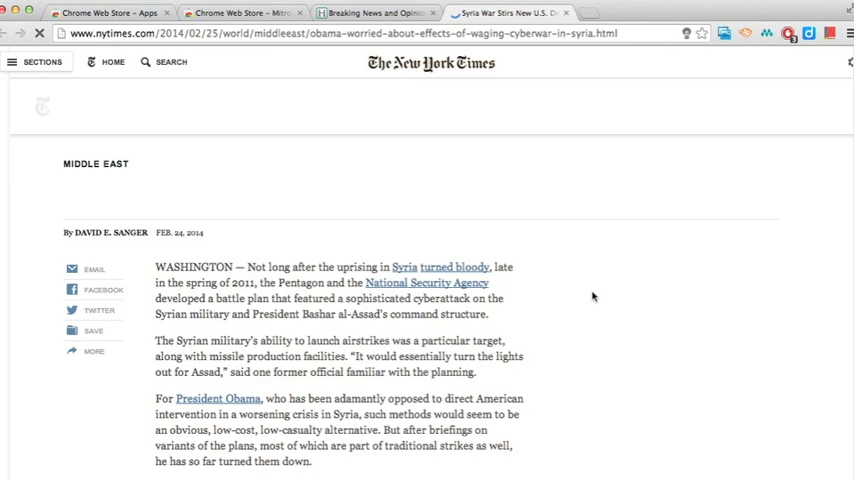 Chrome Web Store – Apps
Chrome Web Store – Mitro
Breaking News and Opinio
Syria War Stirs New U.S. D
www.nytimes.com/2014/02/25/world/middleeast/obama-worried-about-effects-of-waging-cyberwar-in-syria.html
SECTIONS
HOME
SEARCH
The New York Times
MIDDLE EAST
By DAVID E. SANGER FEB. 24, 2014
EMAIL
FACEBOOK
TWITTER
SAVE
MORE
WASHINGTON — Not long after the uprising in Syria turned bloody, late
in the spring of 2011, the Pentagon and the National Security Agency
developed a battle plan that featured a sophisticated cyberattack on the
Syrian military and President Bashar al-Assad's command structure.
The Syrian military's ability to launch airstrikes was a particular target,
along with missile production facilities. “It would essentially turn the lights
out for Assad,” said one former official familiar with the planning.
For President Obama, who has been adamantly opposed to direct American
intervention in a worsening crisis in Syria, such methods would seem to be
an obvious, low-cost, low-casualty alternative. But after briefings on
variants of the plans, most of which are part of traditional strikes as well,
he has so far turned them down.